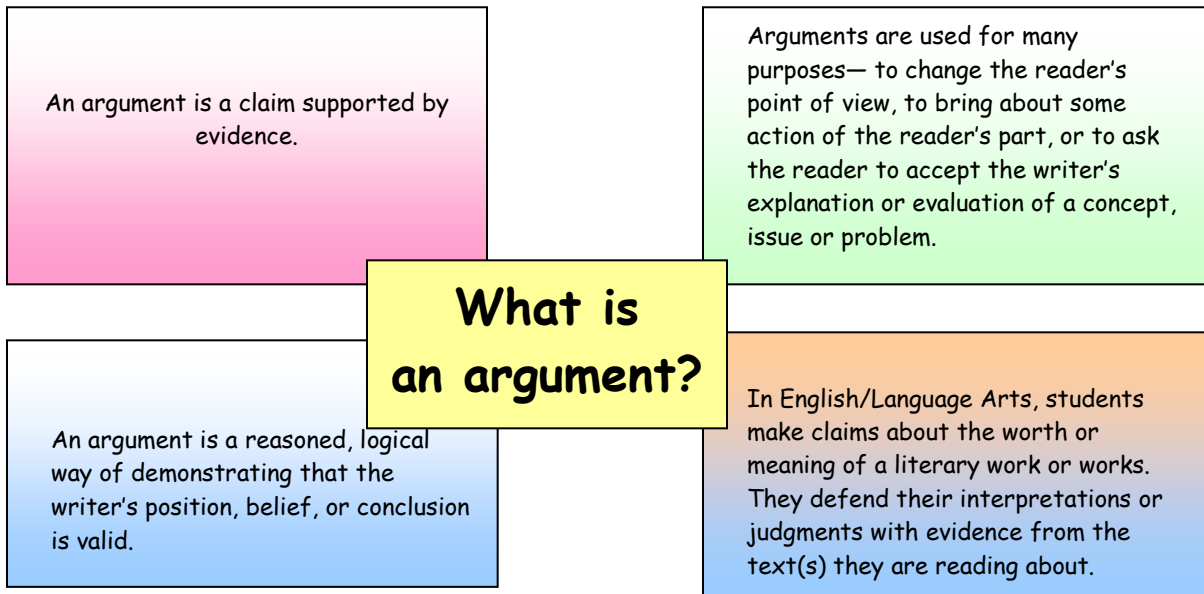 An argument is a claim supported by
evidence.
Arguments are used for many
purposes— to change the reader's
point of view, to bring about some
action of the reader's part, or to ask
the reader to accept the writer's
explanation or evaluation of a concept,
issue or problem.
What is
an argument?
An argument is a reasoned, logical
way of demonstrating that the
writer's position, belief, or conclusion
is valid.
In English/Language Arts, students
make claims about the worth or
meaning of a literary work or works.
They defend their interpretations or
judgments with evidence from the
text(s) they are reading about.